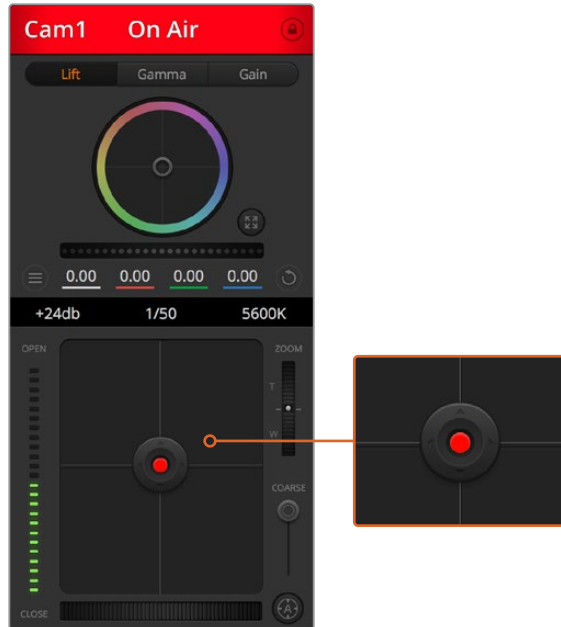 Cam1 On Air
Lift Gamma Gain
0.00 0.00 0.00 0.00
+24db 1/50 5600K
OPEN ZOOM
T
W
COARSE
CLOSE A